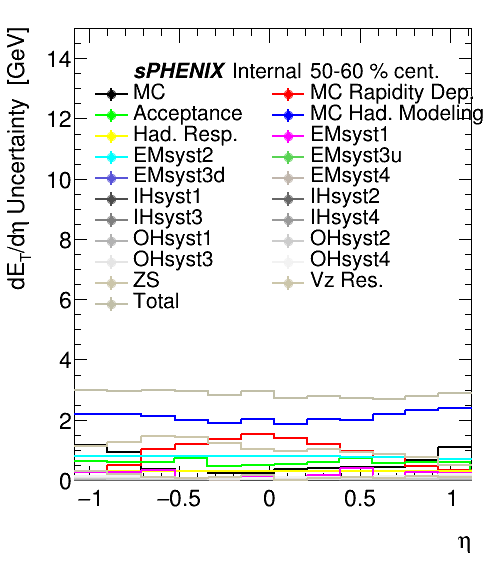 dE_T/dη Uncertainty [GeV]
sPHENIX Internal 50-60 % cent.
MC
MC Rapidity Dep.
Acceptance
MC Had. Modeling
Had. Resp.
EMsyst1
EMsyst2
EMsyst3u
EMsyst3d
EMsyst4
IHsyst1
IHsyst2
IHsyst3
IHsyst4
OHsyst1
OHsyst2
OHsyst3
OHsyst4
ZS
Vz Res.
Total
14
12
10
8
6
4
2
0
−1 −0.5 0 0.5 1
η